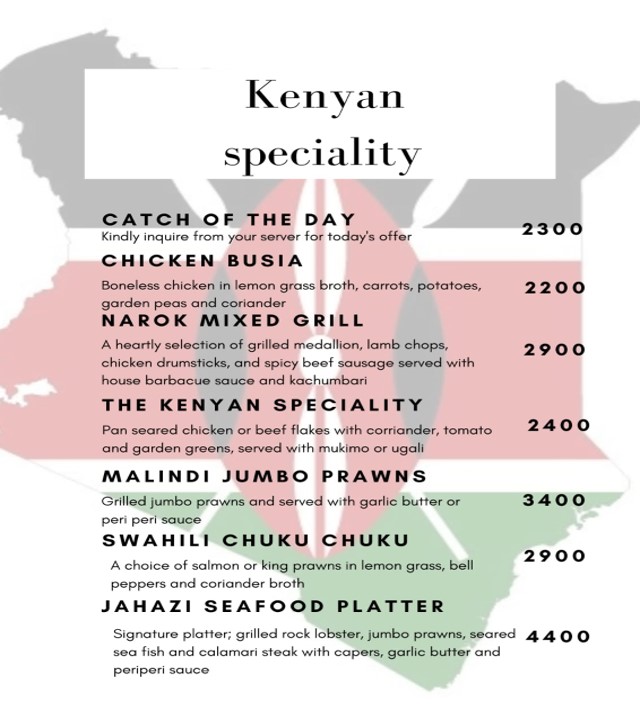 Kenyan
speciality
CATCH OF THE DAY
Kindly inquire from your server for today's offer
2300
CHICKEN BUSIA
Boneless chicken in lemon grass broth, carrots, potatoes,
garden peas and coriander
2200
NAROK MIXED GRILL
A heartly selection of grilled medallion, lamb chops,
chicken drumsticks, and spicy beef sausage served with
house barbacue sauce and kachumbari
2900
THE KENYAN SPECIALITY
Pan seared chicken or beef flakes with corriander, tomato
and garden greens, served with mukimo or ugali
2400
MALINDI JUMBO PRAWNS
Grilled jumbo prawns and served with garlic butter or
peri peri sauce
3400
SWAHILI CHUKU CHUKU
A choice of salmon or king prawns in lemon grass, bell
peppers and coriander broth
2900
JAHAZI SEAFOOD PLATTER
Signature platter; grilled rock lobster, jumbo prawns, seared
sea fish and calamari steak with capers, garlic butter and
periperi sauce
4400